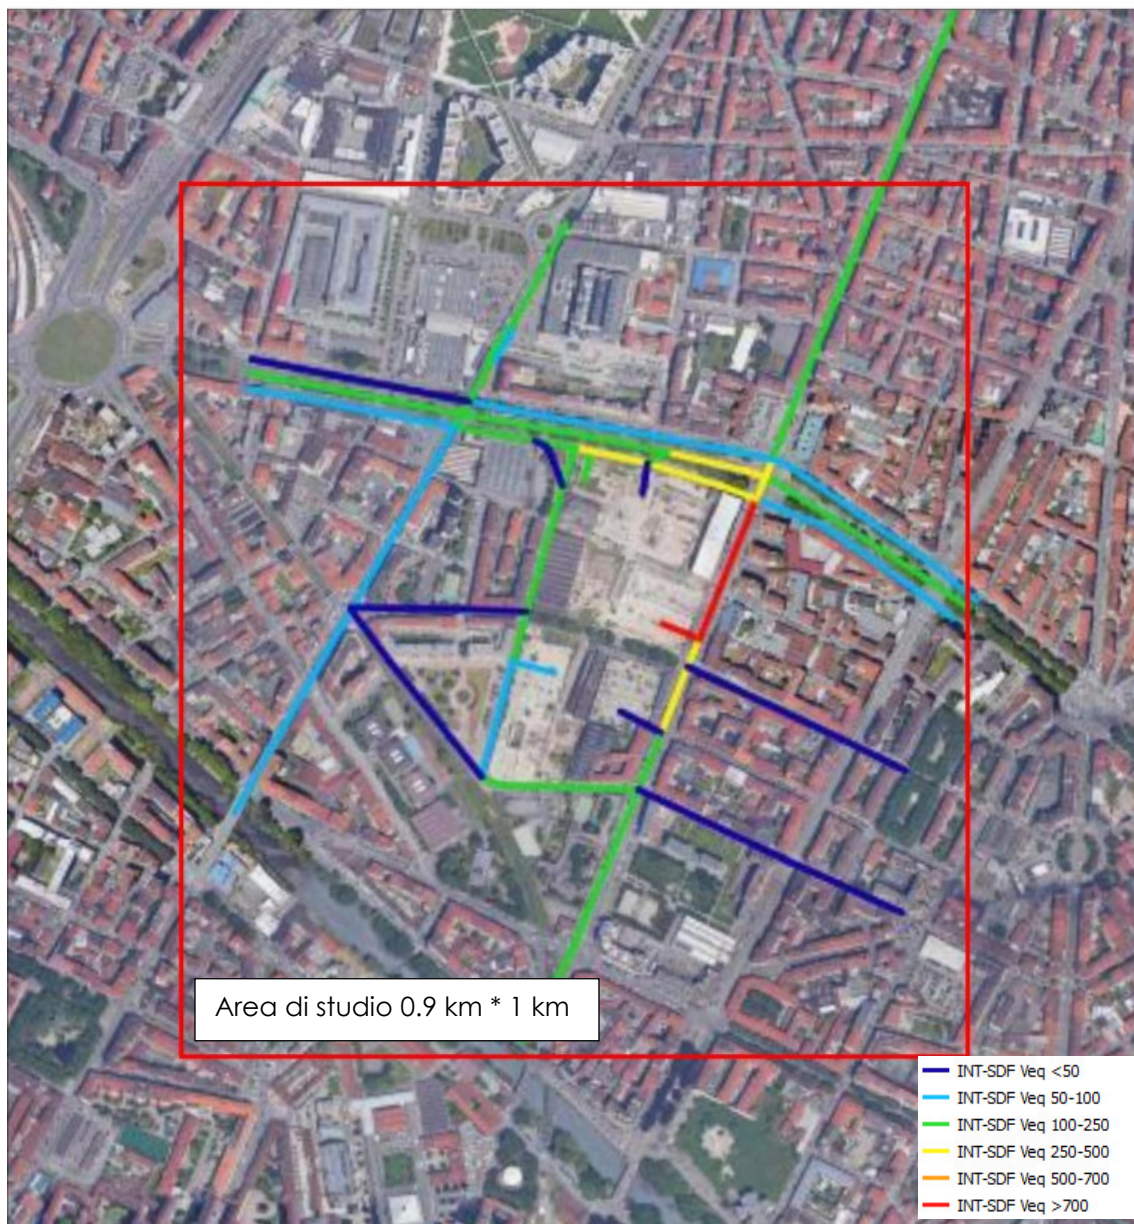 Area di studio 0.9 km * 1 km
INT-SDF Veq <50
INT-SDF Veq 50-100
INT-SDF Veq 100-250
INT-SDF Veq 250-500
INT-SDF Veq 500-700
INT-SDF Veq >700